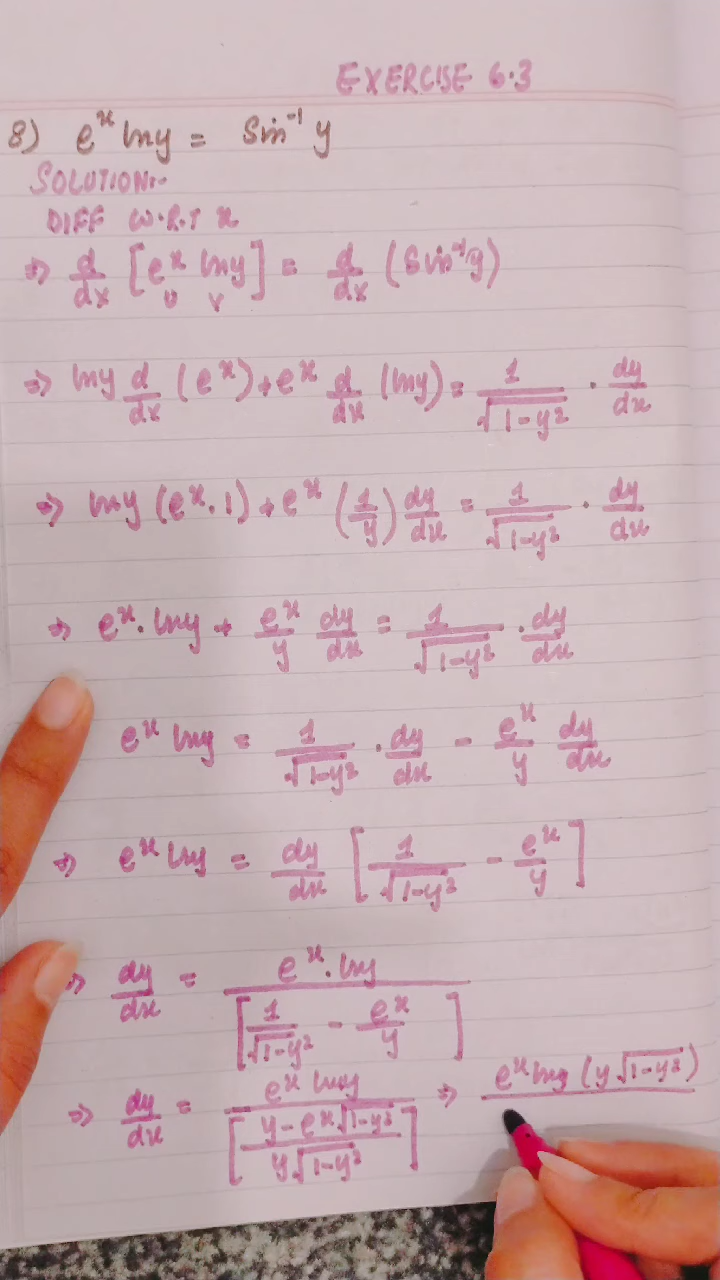 EXERCISE 6.3
8) e^x lny = Sin^-1 y
SOLUTION:-
DIFF W.R.T x
⇒ d/dx [e^x lny] = d/dx (Sin^-1 y)
U V
⇒ lny d/dx (e^x) + e^x d/dx (lny) = 1/√(1-y²) · dy/dx
⇒ lny (e^x · 1) + e^x (1/y) dy/dx = 1/√(1-y²) · dy/dx
⇒ e^x · lny + e^x/y dy/dx = 1/√(1-y²) · dy/dx
e^x lny = 1/√(1-y²) · dy/dx - e^x/y dy/dx
⇒ e^x lny = dy/dx [1/√(1-y²) - e^x/y]
⇒ dy/dx = e^x · lny / [1/√(1-y²) - e^x/y]
⇒ dy/dx = e^x lny / [(y - e^x √(1-y²)) / (y√(1-y²))] ⇒ e^x lny (y√(1-y²))